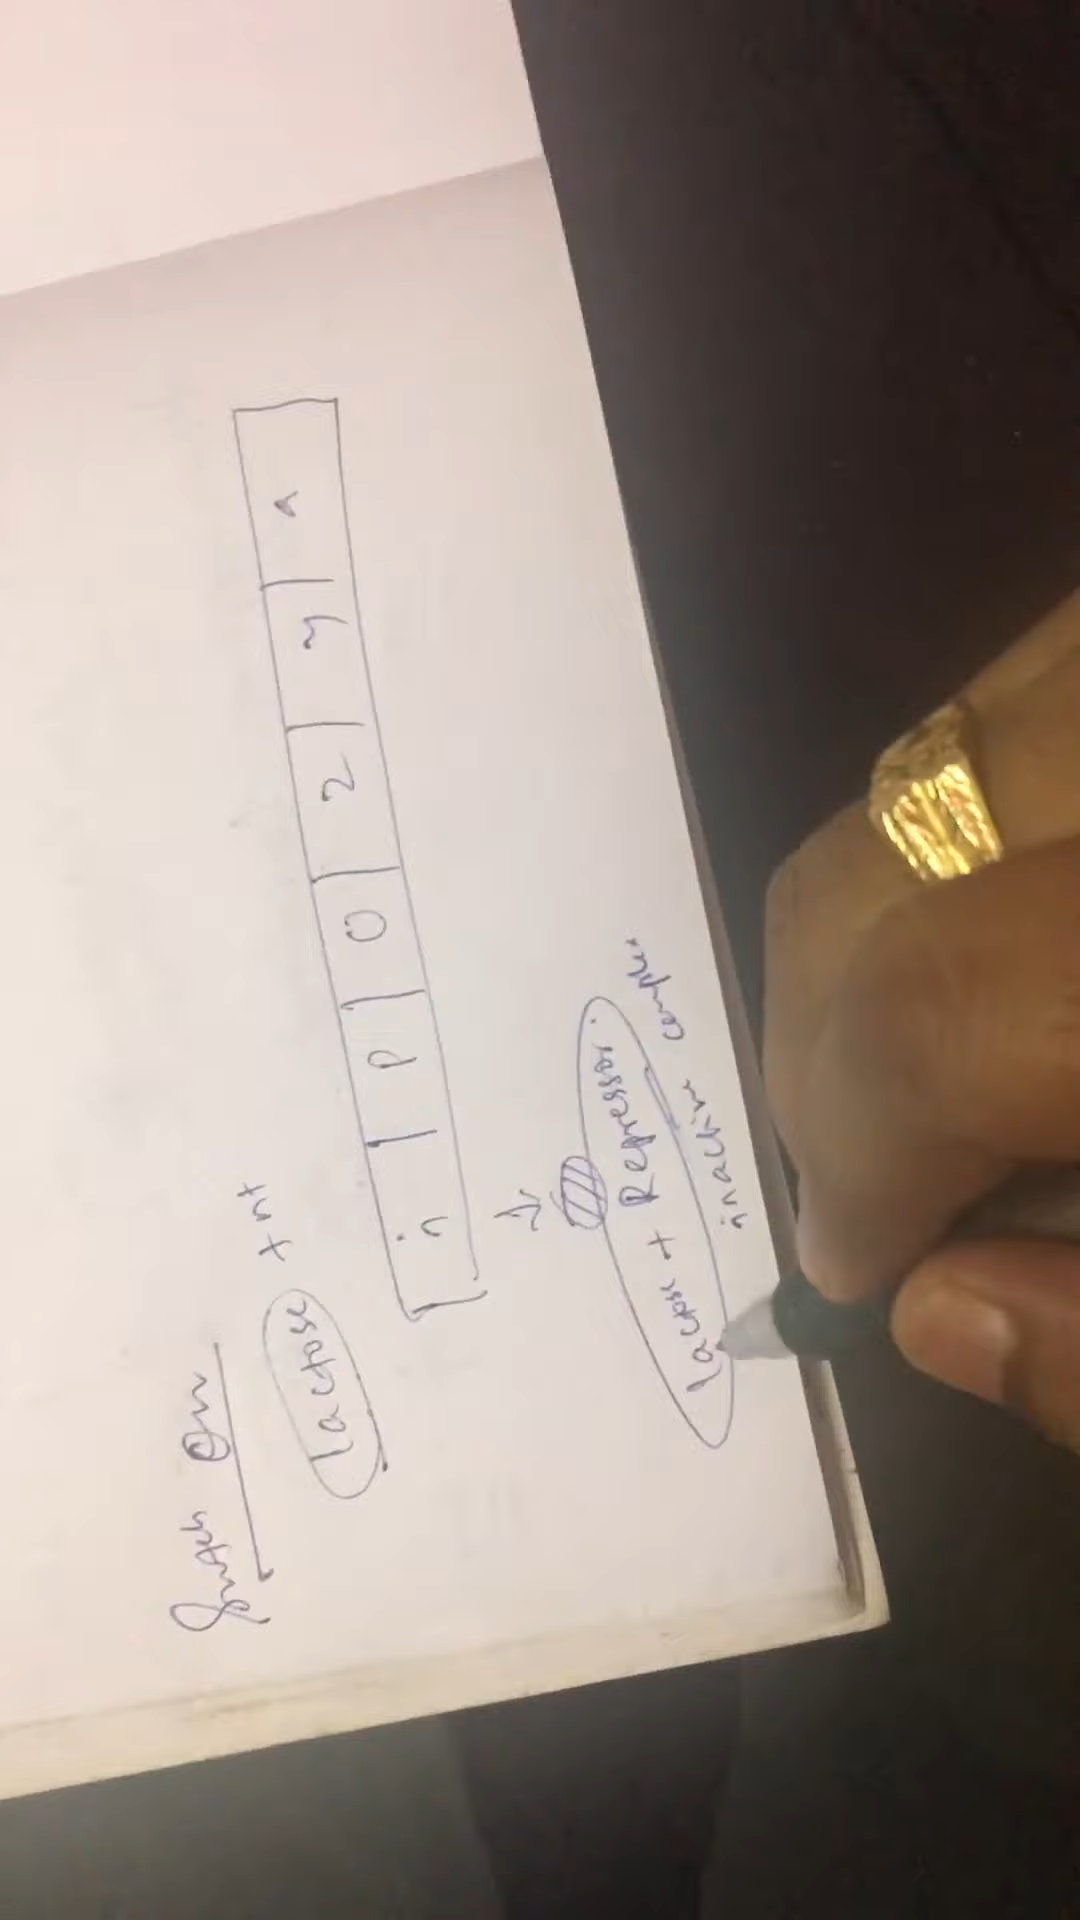 Switch On
lactose + nt
i P O z y a
lactose + Repressor.
inactive complex